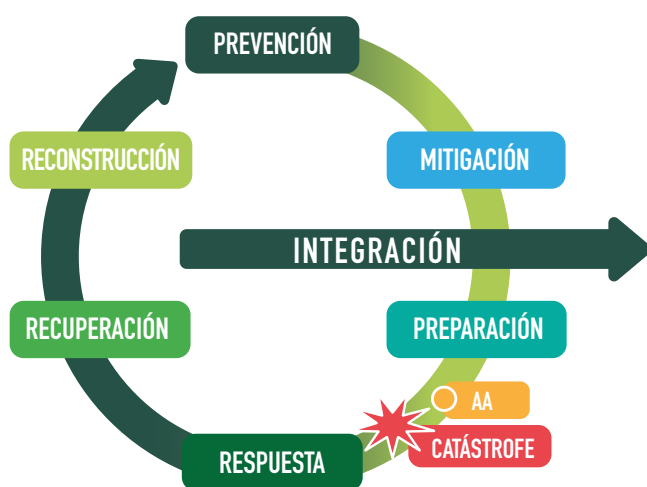 PREVENCIÓN
RECONSTRUCCIÓN
MITIGACIÓN
INTEGRACIÓN
RECUPERACIÓN
PREPARACIÓN
AA
CATÁSTROFE
RESPUESTA